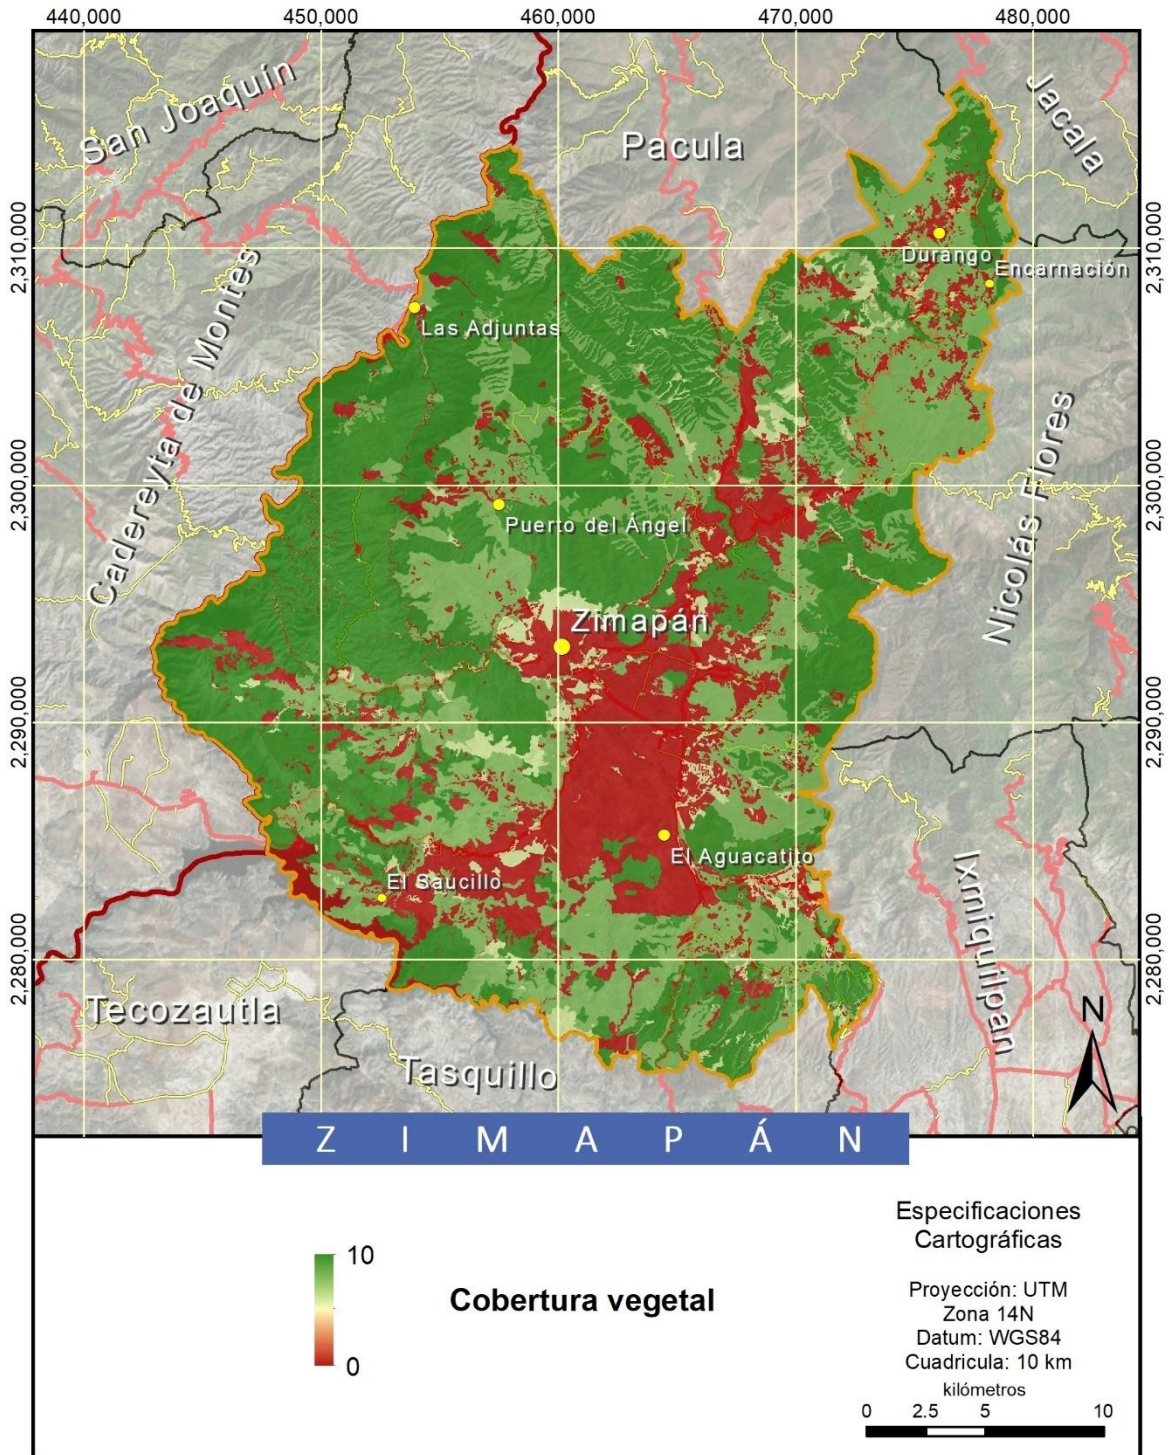 440,000
450,000
460,000
470,000
480,000
San Joaquín
Pacula
Jacala
2,310,000
2,310,000
Durango
Encarnación
Las Adjuntas
Cadereyta de Montes
Nicolás Flores
2,300,000
2,300,000
Puerto del Ángel
Zimapán
2,290,000
2,290,000
El Aguacatito
El Saucillo
Ixmiquilpan
2,280,000
2,280,000
Tecozautla
Tasquillo
N
Z I M A P Á N
10
0
Cobertura vegetal
Especificaciones
Cartográficas
Proyección: UTM
Zona 14N
Datum: WGS84
Cuadricula: 10 km
kilómetros
0 2.5 5 10